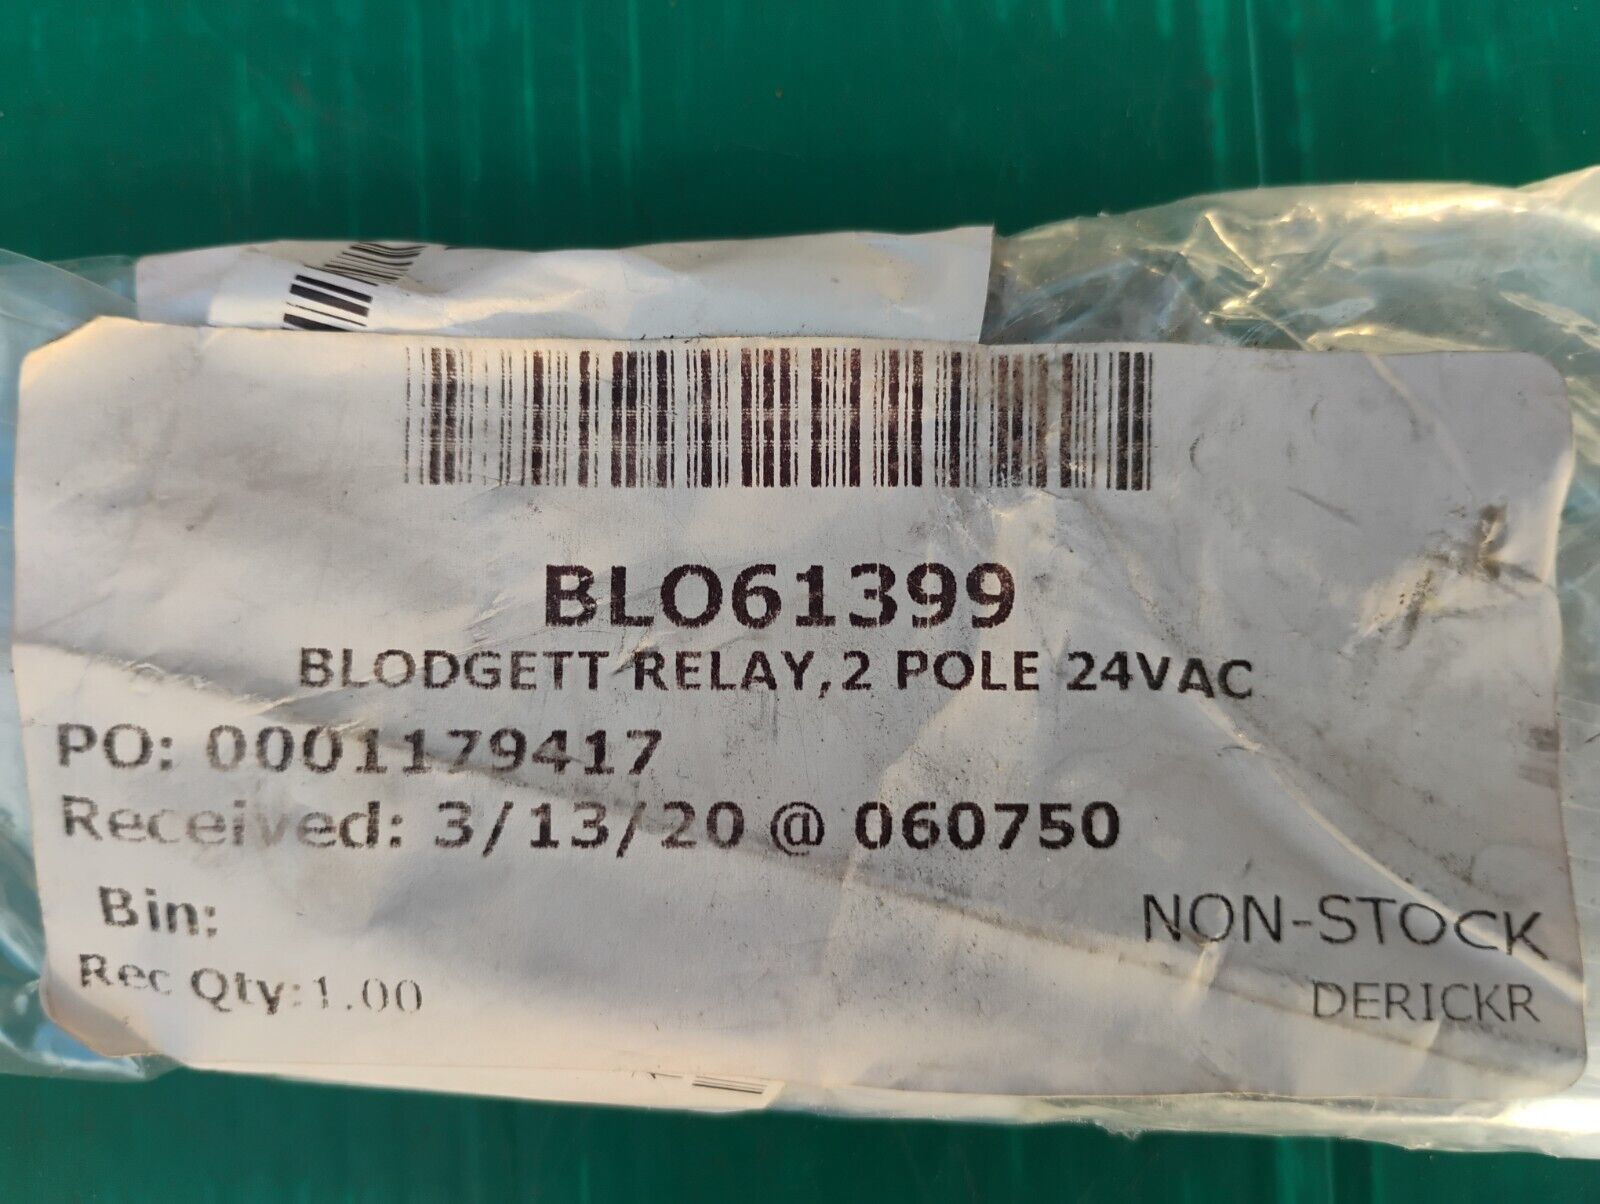 BLO61399
BLODGETT RELAY,2 POLE 24VAC
PO: 0001179417
Received: 3/13/20 @ 060750
Bin:
NON-STOCK
Rec Qty:1.00
DERICKR